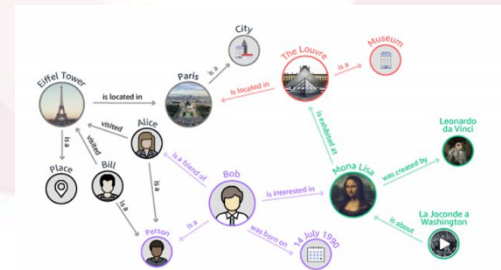 City
The Louvre
Museum
Eiffel Tower
Paris
is a
is a
is located in
is located in
Alice
visited
is exhibited at
Leonardo
da Vinci
is a
visited
is a friend of
Mona Lisa
was created by
Place
Bill
Bob
is interested in
is a
is a
is about
La Joconde a
Washington
Person
is a
was born on
14 July 1990